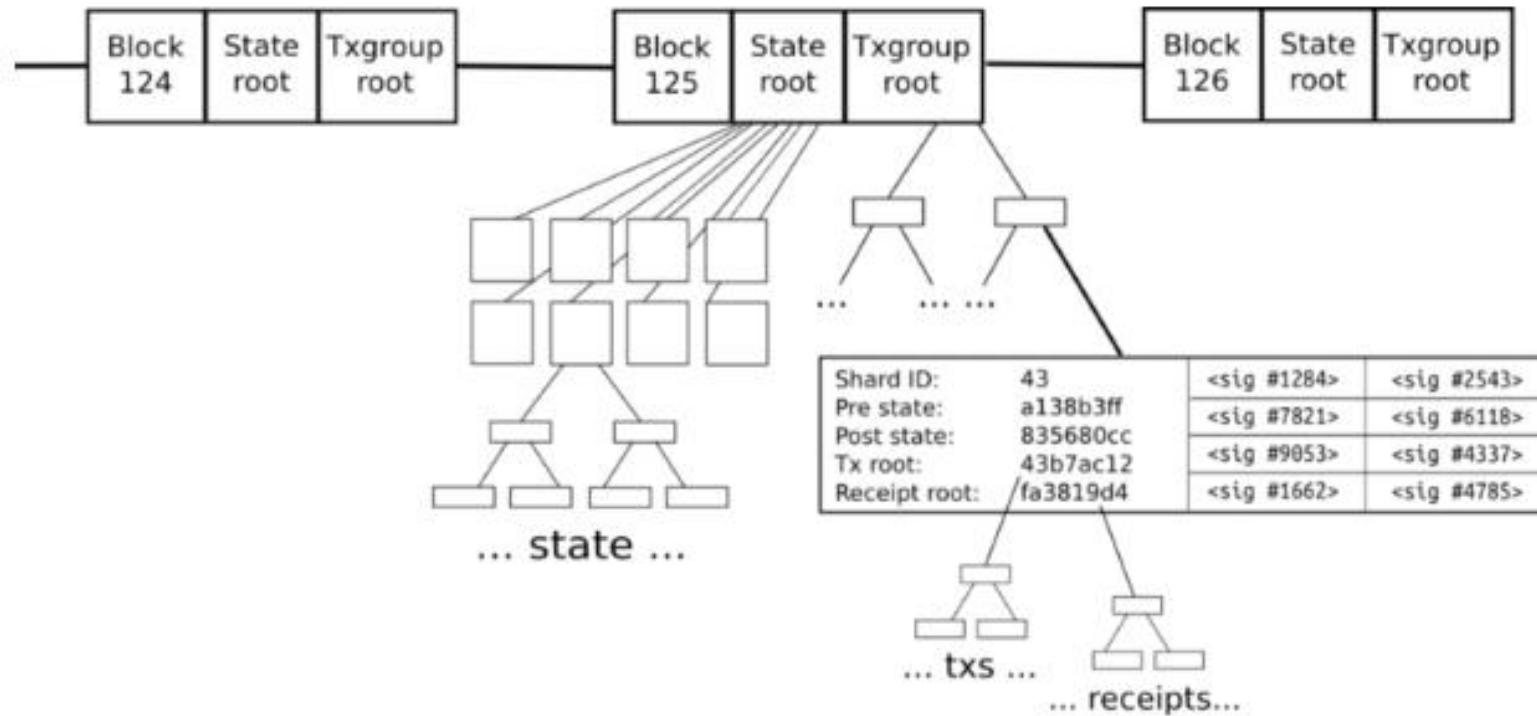 Block
124
State
root
Txgroup
root
Block
125
State
root
Txgroup
root
Block
126
State
root
Txgroup
root
...
... ...
Shard ID: 43
Pre state: a138b3ff
Post state: 835680cc
Tx root: 43b7ac12
Receipt root: fa3819d4
<sig #1284> <sig #2543>
<sig #7821> <sig #6118>
<sig #9053> <sig #4337>
<sig #1662> <sig #4785>
... state ...
... txs ...
... receipts...